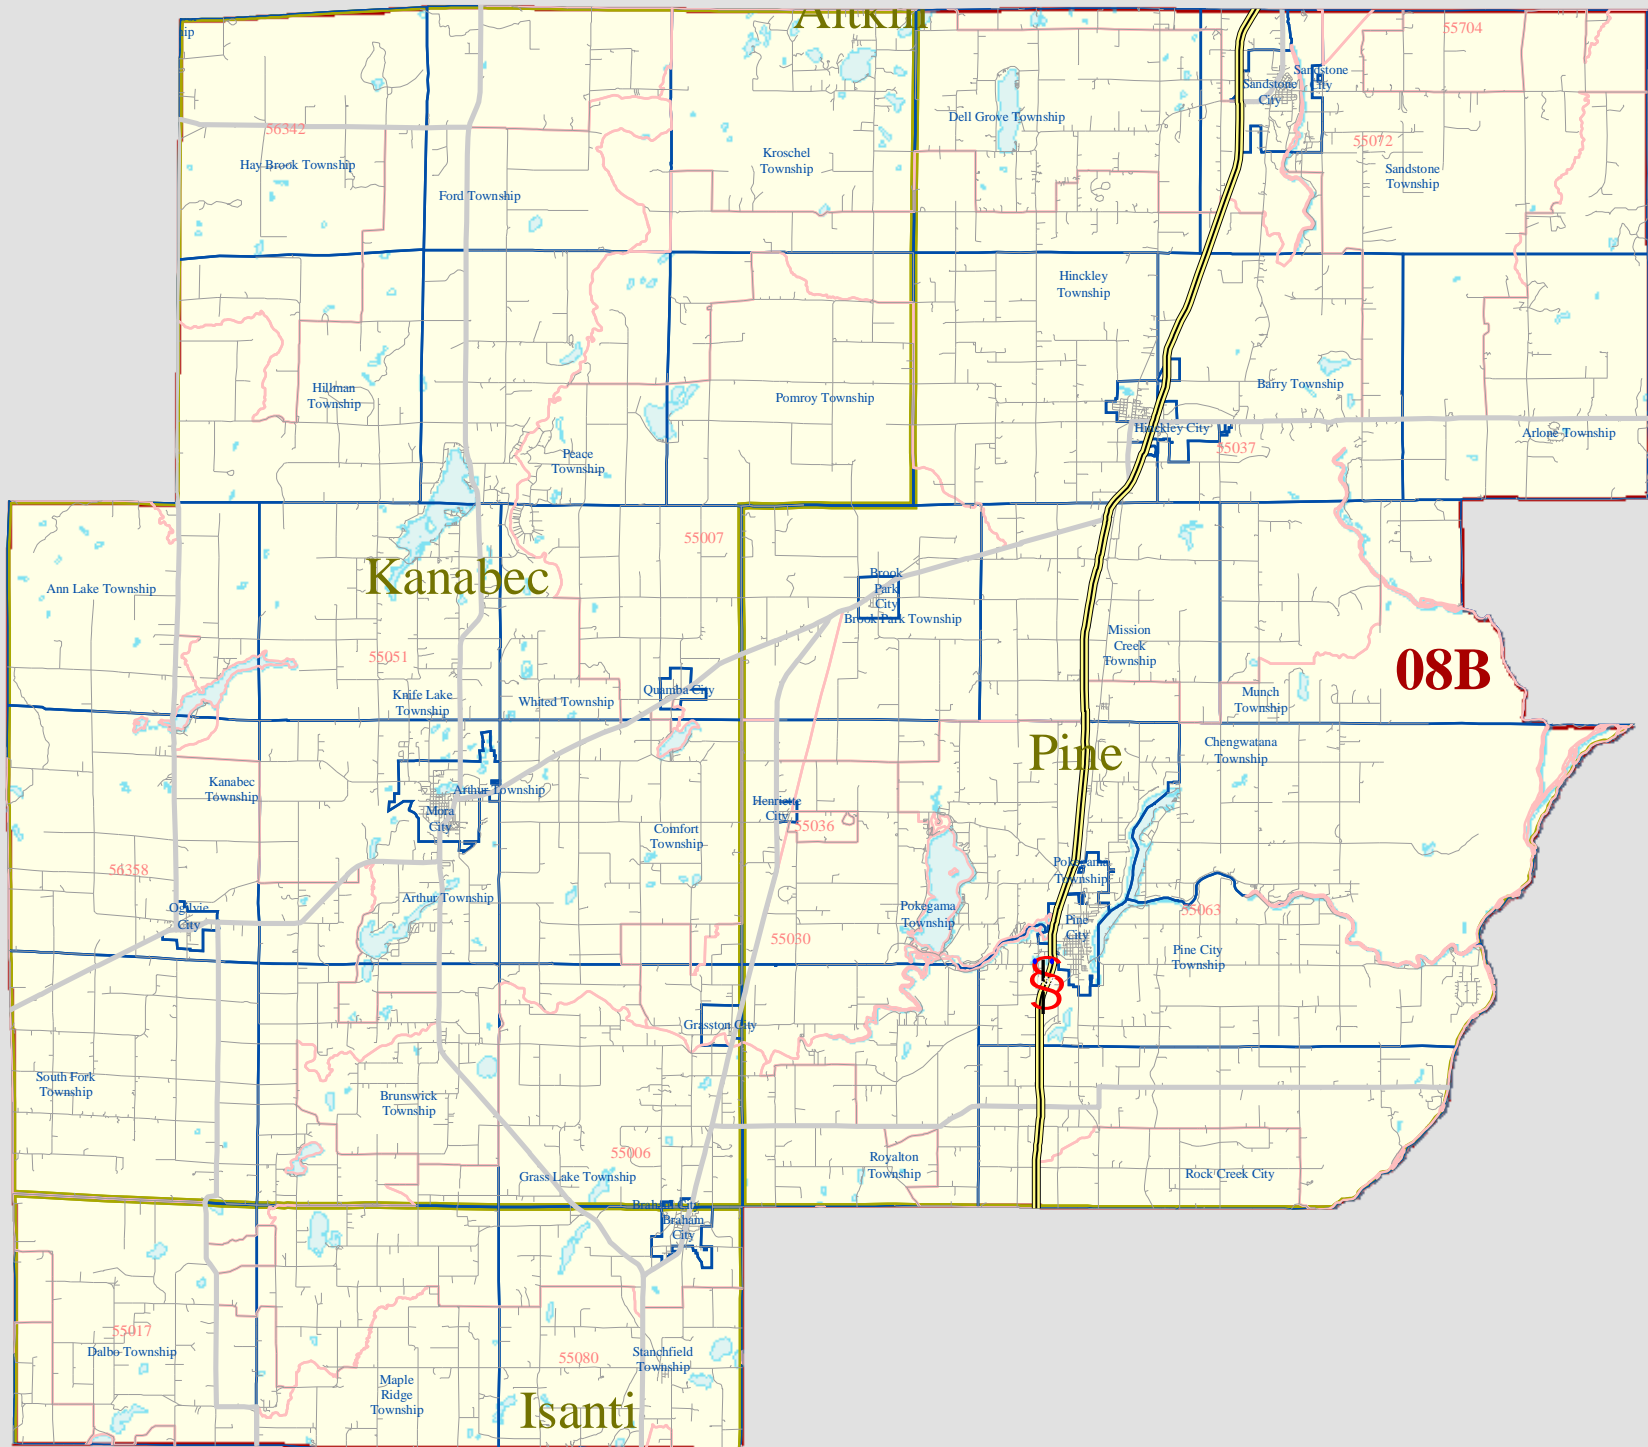 Aitkin
ip
55704
Sandstone
City
Sandstone
City
Dell Grove Township
56342
55072
Hay Brook Township
Kroschel
Township
Sandstone
Township
Ford Township
Hinckley
Township
Hillman
Township
Pomroy Township
Barry Township
Hinckley City
Arlone Township
55037
Peace
Township
55007
Kanabec
Ann Lake Township
Brook
Park
City
Brook Park Township
Mission
Creek
Township
55051
08B
Knife Lake
Township
Whited Township
Quamba City
Munch
Township
Pine
Chengwatana
Township
Kanabec
Township
Arthur Township
Mora
City
Henriette
City
55036
Comfort
Township
56358
Pokegama
Township
Arthur Township
Ogilvie
City
Pokegama
Township
55063
Pine
City
55030
Pine City
Township
Grasston City
South Fork
Township
Brunswick
Township
55006
Grass Lake Township
Royalton
Township
Rock Creek City
Braham City
Braham
City
55017
Dalbo Township
55080
Stanchfield
Township
Maple
Ridge
Township
Isanti